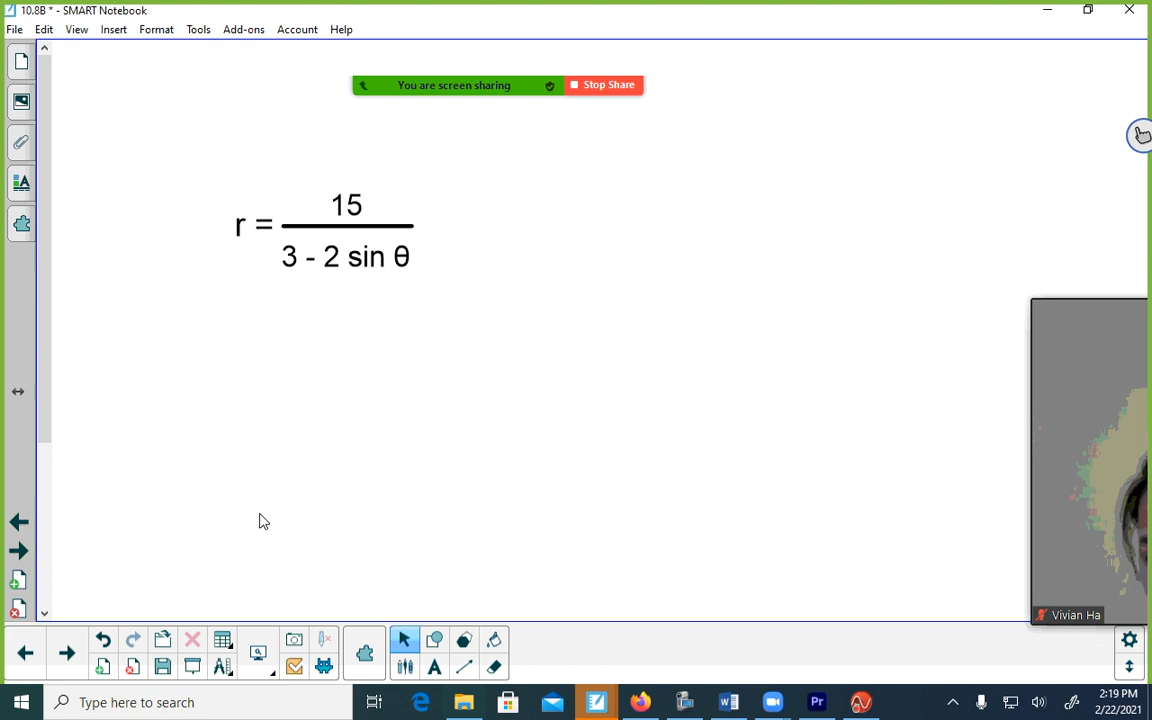 10.8B * - SMART Notebook
File Edit View Insert Format Tools Add-ons Account Help
You are screen sharing Stop Share
15
r =
3 - 2 sin θ
Vivian Ha
Type here to search
2:19 PM
2/22/2021